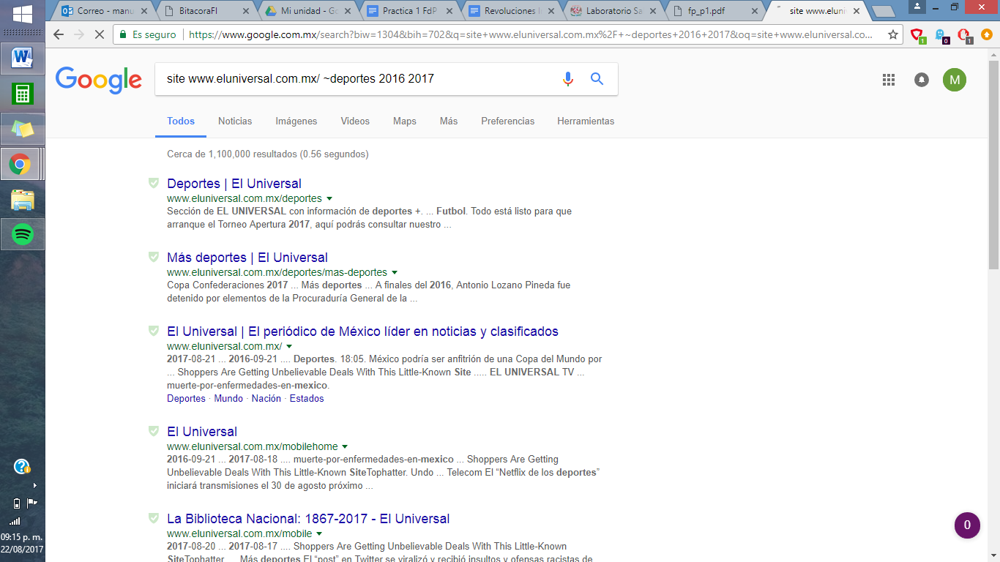 Correo - manu
BitacoraFI
Mi unidad - Go
Practica 1 FdP
Revoluciones I
Laboratorio Sa
fp_p1.pdf
site www.eluni
Es seguro
https://www.google.com.mx/search?biw=1304&bih=702&q=site+www.eluniversal.com.mx%2F+~deportes+2016+2017&oq=site+www.eluniversal.co...
1
0
1
Google
site www.eluniversal.com.mx/ ~deportes 2016 2017
M
Todos
Noticias
Imágenes
Videos
Maps
Más
Preferencias
Herramientas
Cerca de 1,100,000 resultados (0.56 segundos)
Deportes | El Universal
www.eluniversal.com.mx/deportes
Sección de EL UNIVERSAL con información de deportes +. ... Futbol. Todo está listo para que
arranque el Torneo Apertura 2017, aquí podrás consultar nuestro ...
Más deportes | El Universal
www.eluniversal.com.mx/deportes/mas-deportes
Copa Confederaciones 2017 ... Más deportes ... A finales del 2016, Antonio Lozano Pineda fue
detenido por elementos de la Procuraduría General de la ...
El Universal | El periódico de México líder en noticias y clasificados
www.eluniversal.com.mx/
2017-08-21 ... 2016-09-21 .... Deportes. 18:05. México podría ser anfitrión de una Copa del Mundo por
... Shoppers Are Getting Unbelievable Deals With This Little-Known Site ..... EL UNIVERSAL TV ...
muerte-por-enfermedades-en-mexico.
Deportes · Mundo · Nación · Estados
El Universal
www.eluniversal.com.mx/mobilehome
2016-09-21 ... 2017-08-18 .... muerte-por-enfermedades-en-mexico ... Shoppers Are Getting
Unbelievable Deals With This Little-Known SiteTophatter. Undo ... Telecom El “Netflix de los deportes”
iniciará transmisiones el 30 de agosto próximo ...
La Biblioteca Nacional: 1867-2017 - El Universal
www.eluniversal.com.mx/mobile
2017-08-20 ... 2017-08-17 .... Shoppers Are Getting Unbelievable Deals With This Little-Known
SiteTophatter ... Más deportes El “post” en Twitter se viralizó y recibió insultos y ofensas racistas de
0
09:15 p. m.
22/08/2017